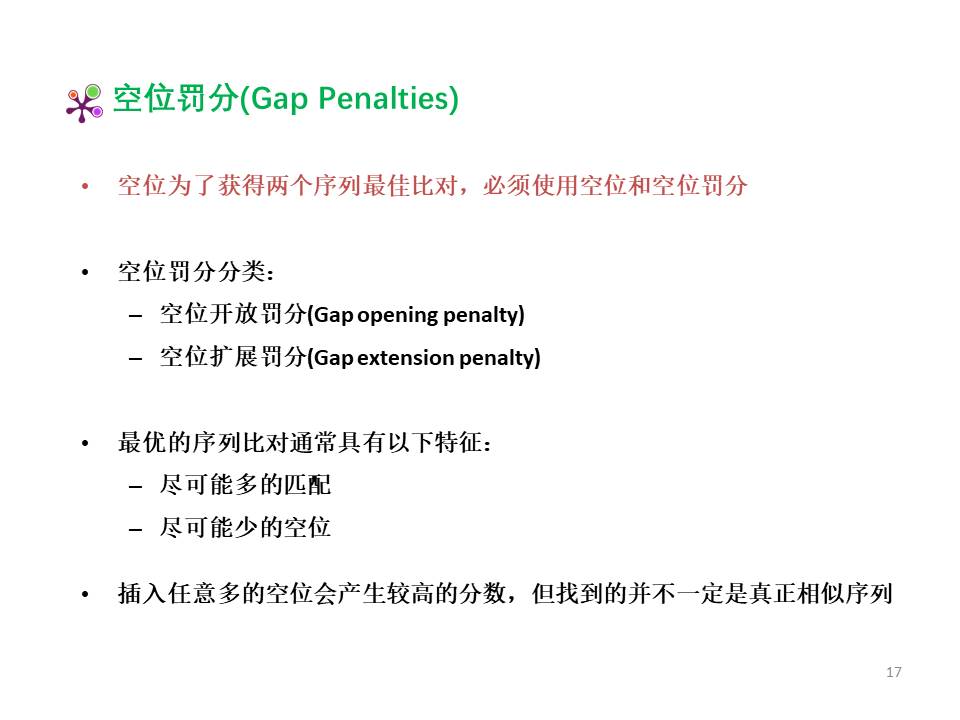 空位罚分(Gap Penalties)
• 空位为了获得两个序列最佳比对，必须使用空位和空位罚分
• 空位罚分分类：
– 空位开放罚分(Gap opening penalty)
– 空位扩展罚分(Gap extension penalty)
• 最优的序列比对通常具有以下特征：
– 尽可能多的匹配
– 尽可能少的空位
• 插入任意多的空位会产生较高的分数，但找到的并不一定是真正相似序列
17